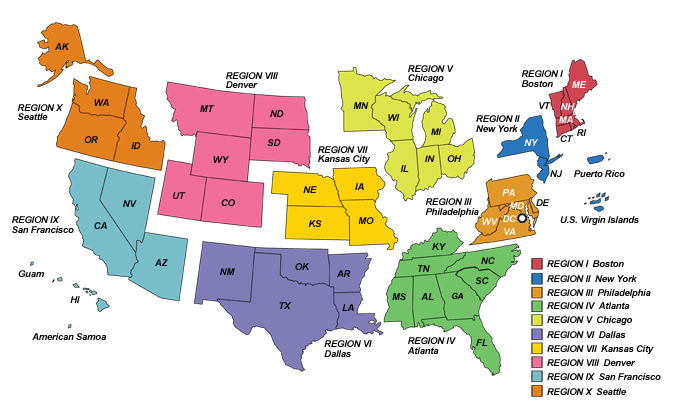 AK
REGION X
Seattle
WA
OR
ID
REGION VIII
Denver
MT
ND
SD
WY
UT
CO
REGION V
Chicago
MN
WI
MI
IL
IN
OH
REGION I
Boston
ME
VT
NH
MA
CT
RI
REGION II
New York
NY
NJ
Puerto Rico
U.S. Virgin Islands
REGION VII
Kansas City
NE
IA
KS
MO
REGION III
Philadelphia
PA
MD
DE
WV
DC
VA
REGION IX
San Francisco
NV
CA
AZ
Guam
HI
American Samoa
NM
OK
AR
TX
LA
REGION VI
Dallas
KY
TN
NC
SC
MS
AL
GA
FL
REGION IV
Atlanta
REGION I Boston
REGION II New York
REGION III Philadelphia
REGION IV Atlanta
REGION V Chicago
REGION VI Dallas
REGION VII Kansas City
REGION VIII Denver
REGION IX San Francisco
REGION X Seattle